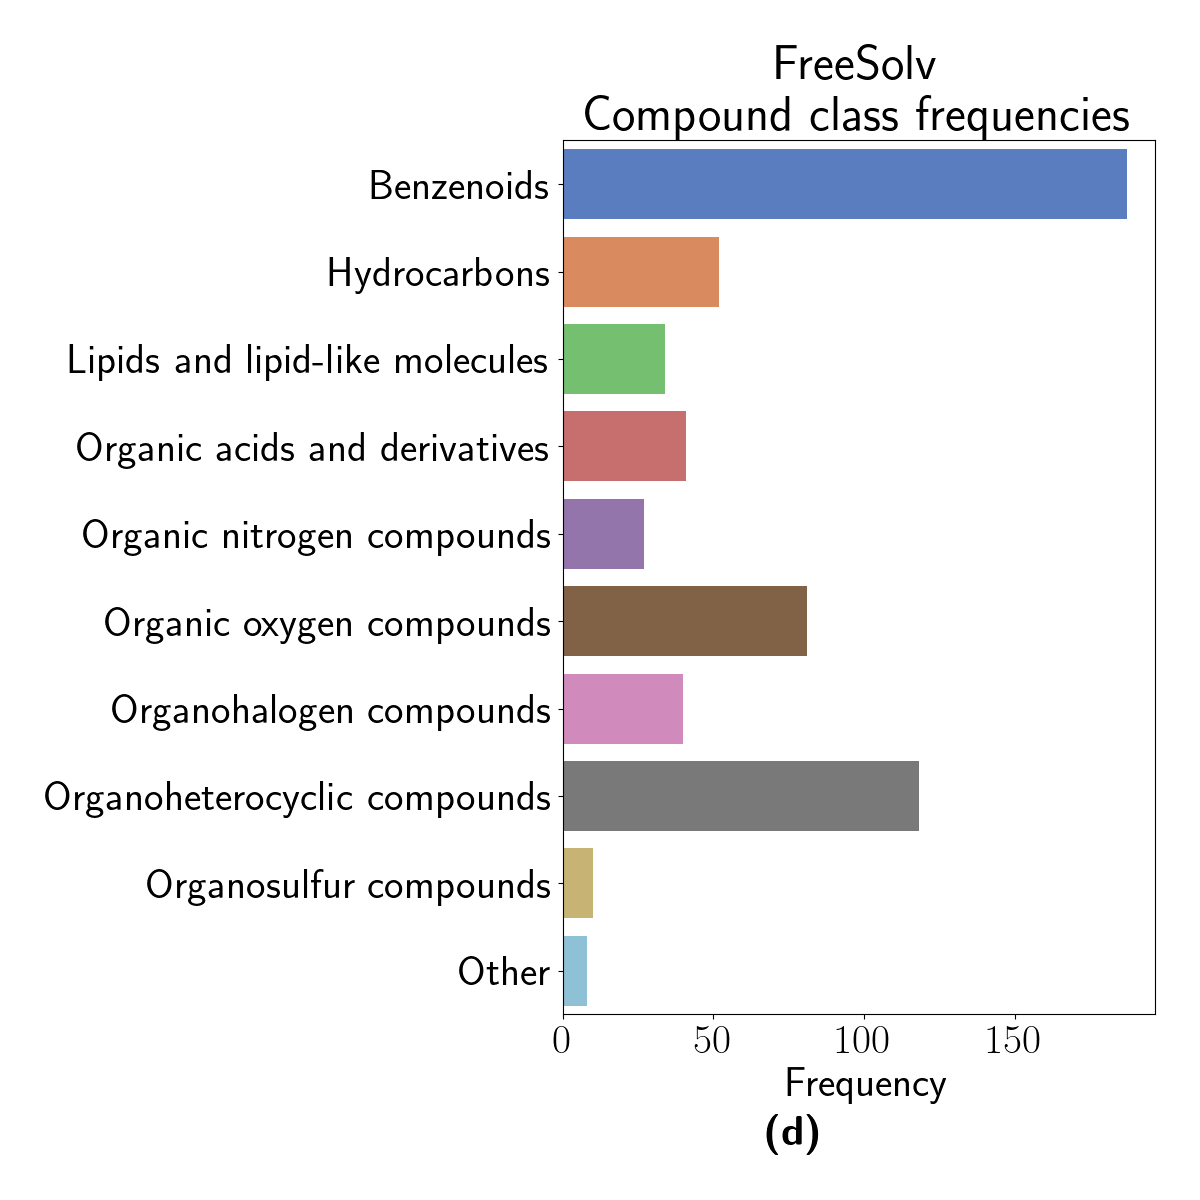 FreeSolv
Compound class frequencies
Benzenoids
Hydrocarbons
Lipids and lipid-like molecules
Organic acids and derivatives
Organic nitrogen compounds
Organic oxygen compounds
Organohalogen compounds
Organoheterocyclic compounds
Organosulfur compounds
Other
0 50 100 150
Frequency
(d)